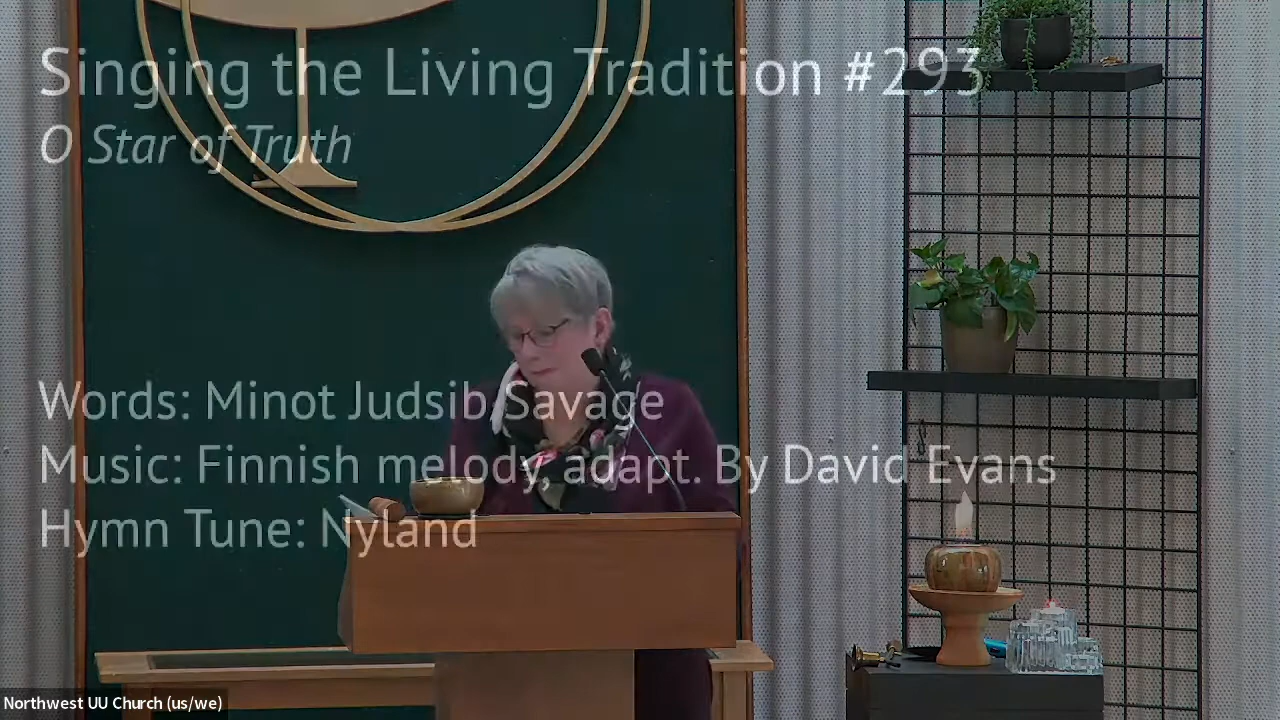 Singing the Living Tradition #293
O Star of Truth
Words: Minot Judsib Savage
Music: Finnish melody, adapt. By David Evans
Hymn Tune: Nyland
Northwest UU Church (us/we)